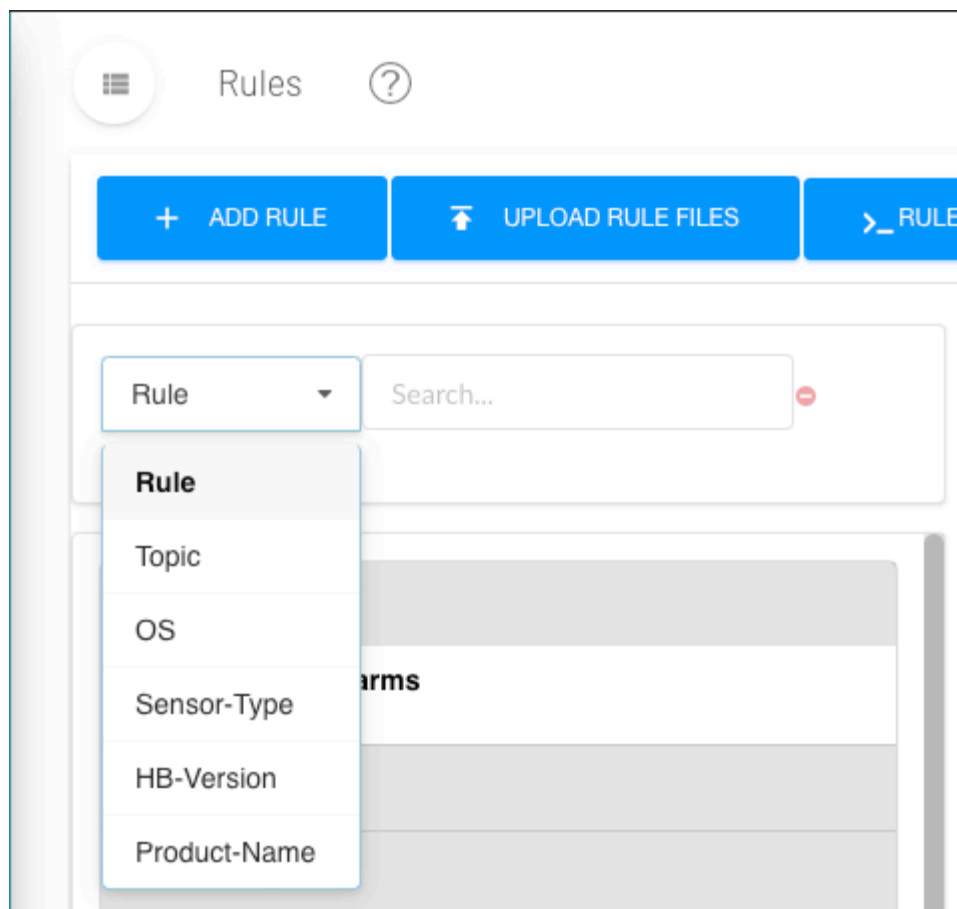 Rules ?
+ ADD RULE UPLOAD RULE FILES >_ RULE
Rule Search...
Rule
Topic
OS
Sensor-Type
arms
HB-Version
Product-Name